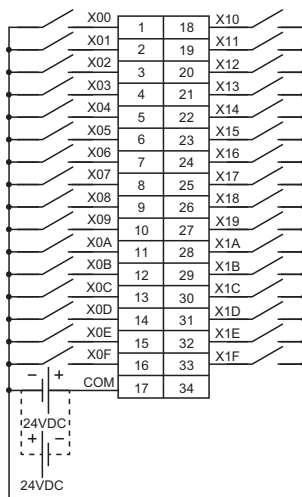 X00 1 18 X10
X01 2 19 X11
X02 3 20 X12
X03 4 21 X13
X04 5 22 X14
X05 6 23 X15
X06 7 24 X16
X07 8 25 X17
X08 9 26 X18
X09 10 27 X19
X0A 11 28 X1A
X0B 12 29 X1B
X0C 13 30 X1C
X0D 14 31 X1D
X0E 15 32 X1E
X0F 16 33 X1F
− + COM 17 34
24VDC
+ −
24VDC